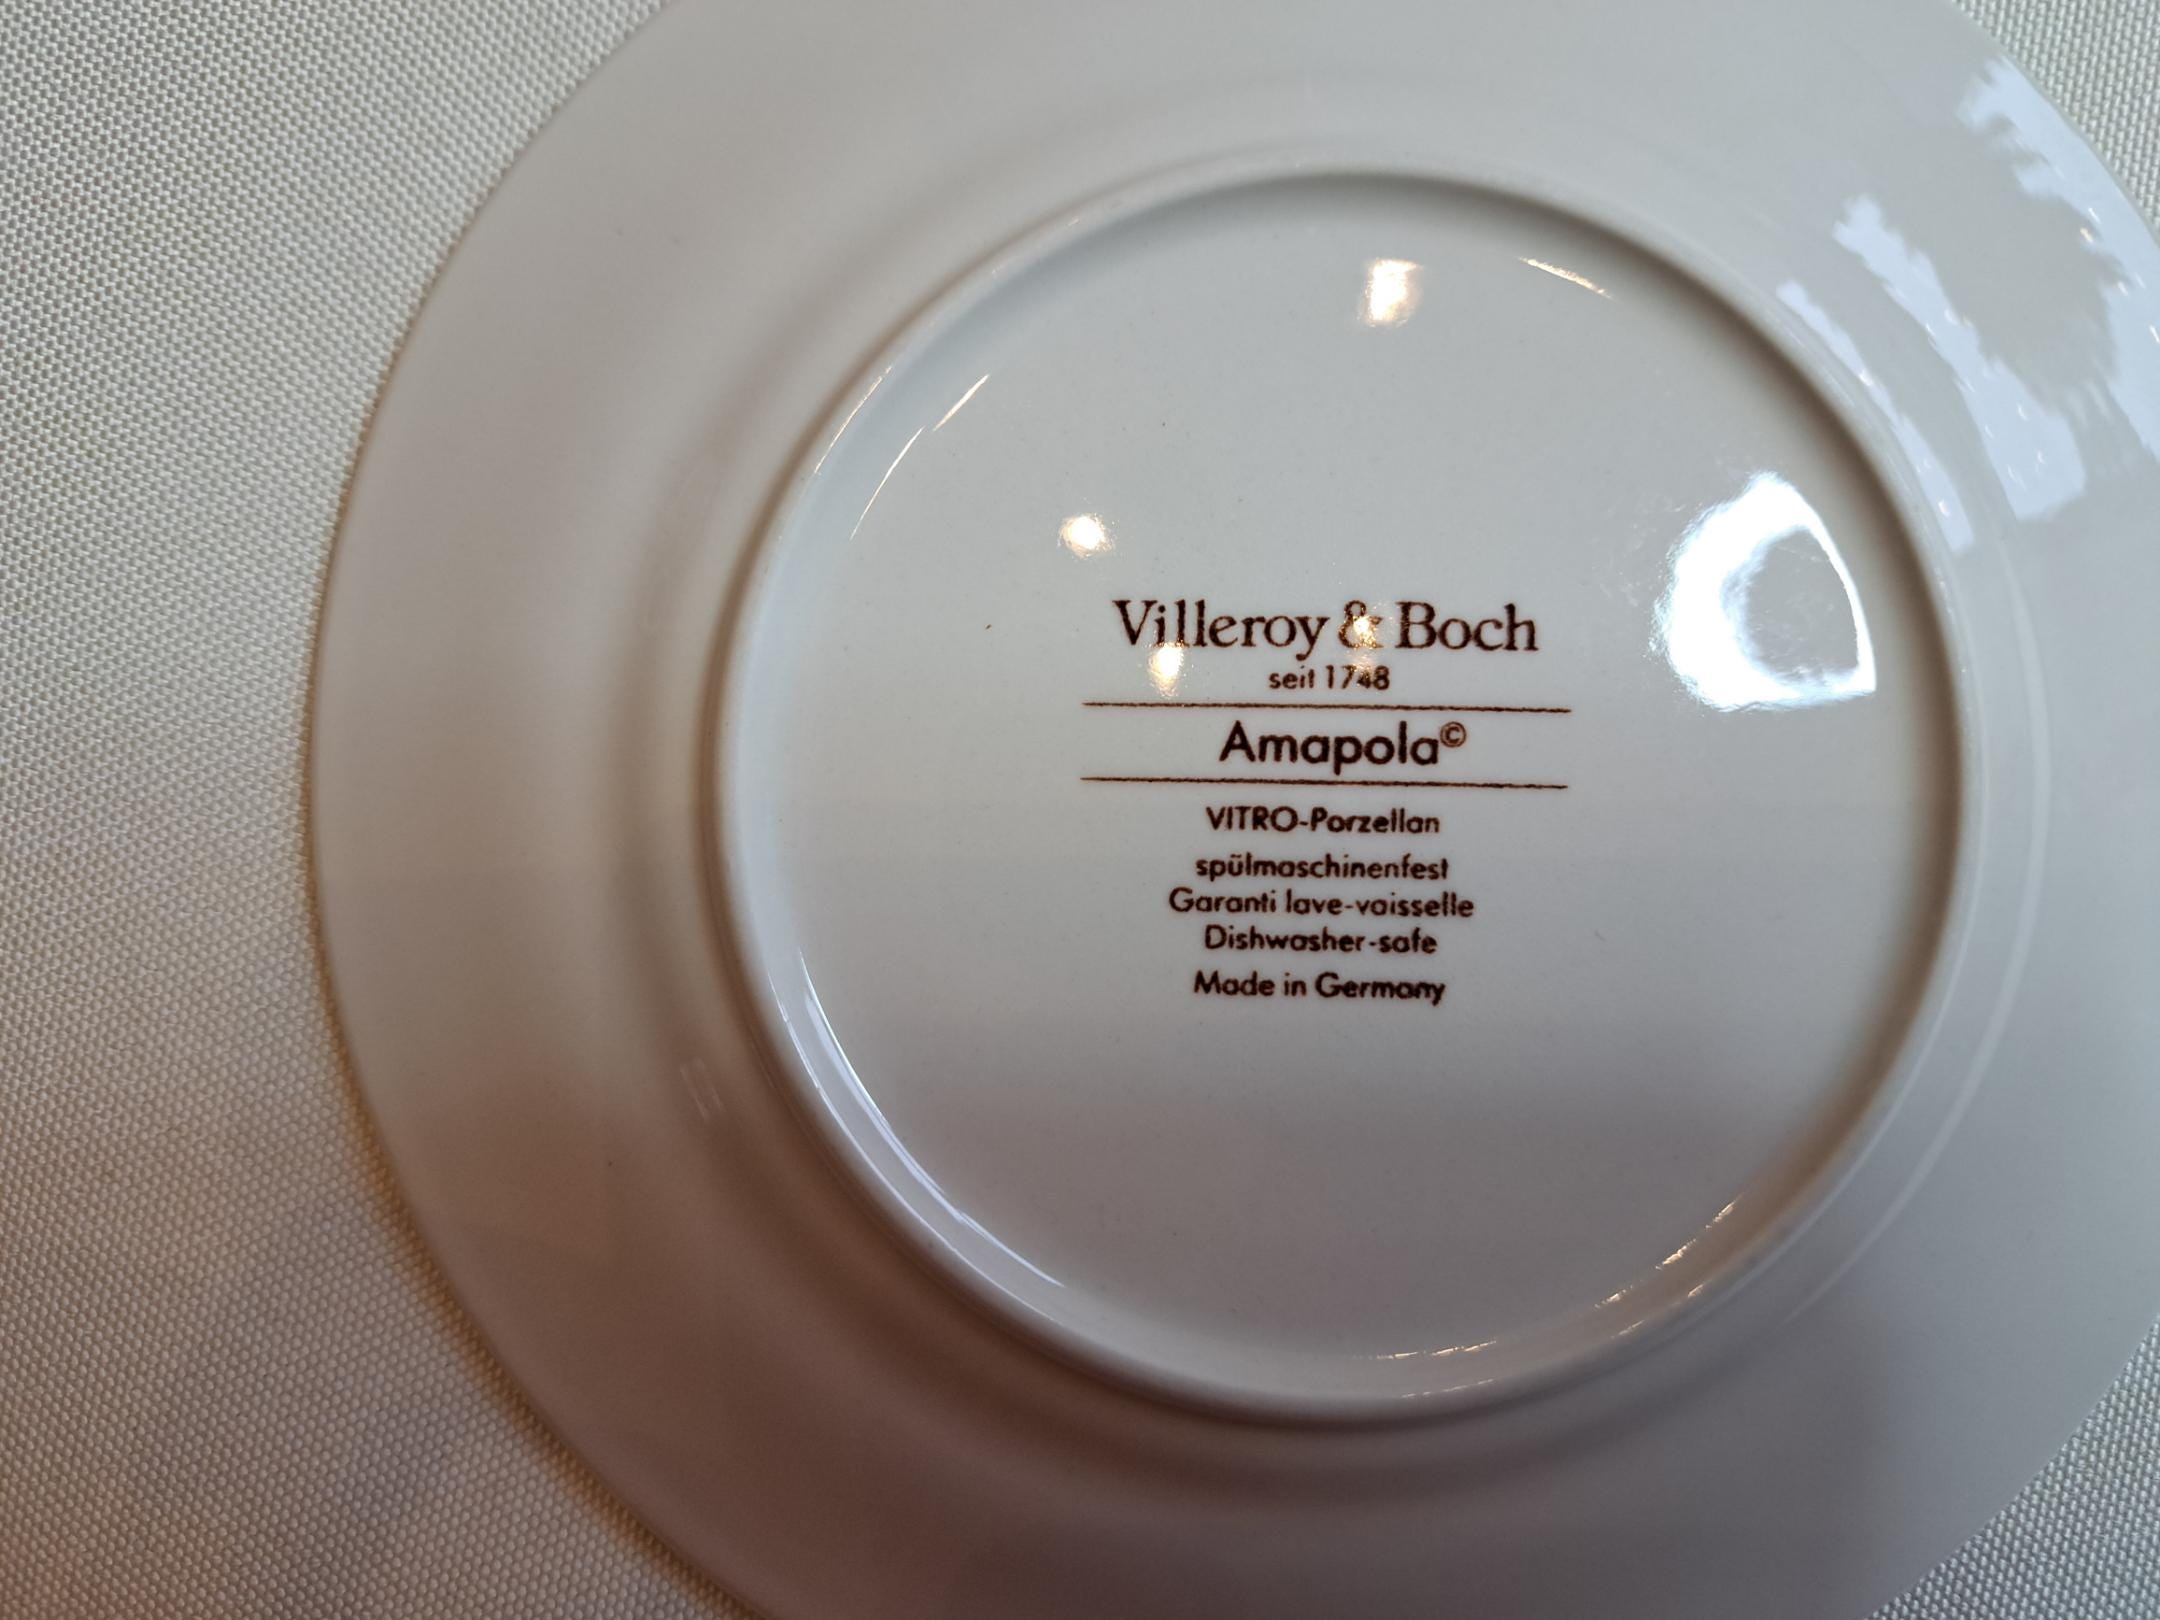 Villeroy & Boch
seit 1748
Amapola©
VITRO-Porzellan
spülmaschinenfest
Garanti lave-vaisselle
Dishwasher-safe
Made in Germany